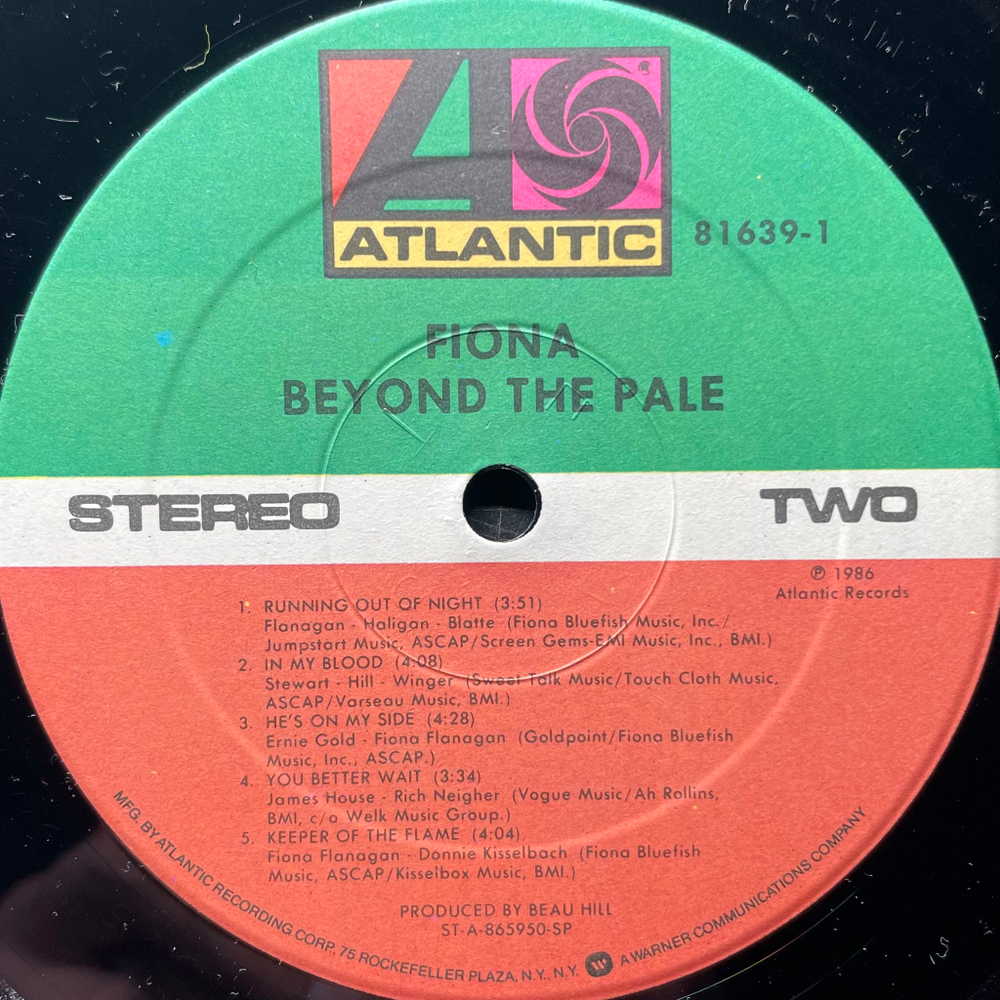 ATLANTIC
®
81639-1
FIONA
BEYOND THE PALE
STEREO
TWO
℗ 1986
Atlantic Records
1. RUNNING OUT OF NIGHT (3:51)
Flanagan - Haligan - Blatte (Fiona Bluefish Music, Inc./
Jumpstart Music, ASCAP/Screen Gems-EMI Music, Inc., BMI.)
2. IN MY BLOOD (4:08)
Stewart - Hill - Winger (Sweet Talk Music/Touch Cloth Music,
ASCAP/Varseau Music, BMI.)
3. HE'S ON MY SIDE (4:28)
Ernie Gold - Fiona Flanagan (Goldpoint/Fiona Bluefish
Music, Inc., ASCAP.)
4. YOU BETTER WAIT (3:34)
James House - Rich Neigher (Vogue Music/Ah Rollins,
BMI, c/o Welk Music Group.)
5. KEEPER OF THE FLAME (4:04)
Fiona Flanagan - Donnie Kisselbach (Fiona Bluefish
Music, ASCAP/Kisselbox Music, BMI.)
PRODUCED BY BEAU HILL
ST-A-865950-SP
MFG. BY ATLANTIC RECORDING CORP., 75 ROCKEFELLER PLAZA, N.Y., N.Y. A WARNER COMMUNICATIONS COMPANY